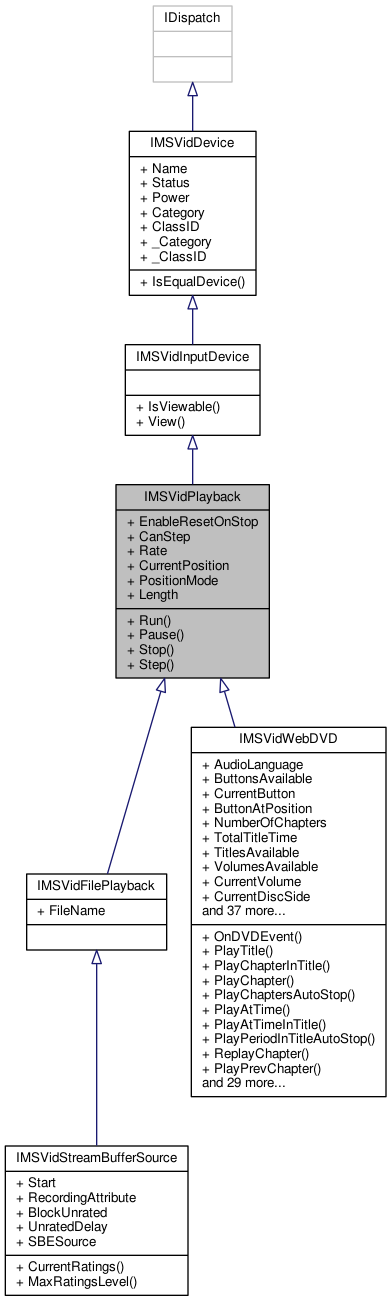 IDispatch
IMSVidDevice
+ Name
+ Status
+ Power
+ Category
+ ClassID
+ _Category
+ _ClassID
+ IsEqualDevice()
IMSVidInputDevice
+ IsViewable()
+ View()
IMSVidPlayback
+ EnableResetOnStop
+ CanStep
+ Rate
+ CurrentPosition
+ PositionMode
+ Length
+ Run()
+ Pause()
+ Stop()
+ Step()
IMSVidWebDVD
+ AudioLanguage
+ ButtonsAvailable
+ CurrentButton
+ ButtonAtPosition
+ NumberOfChapters
+ TotalTitleTime
+ TitlesAvailable
+ VolumesAvailable
+ CurrentVolume
+ CurrentDiscSide
and 37 more...
+ OnDVDEvent()
+ PlayTitle()
+ PlayChapterInTitle()
+ PlayChapter()
+ PlayChaptersAutoStop()
+ PlayAtTime()
+ PlayAtTimeInTitle()
+ PlayPeriodInTitleAutoStop()
+ ReplayChapter()
+ PlayPrevChapter()
and 29 more...
IMSVidFilePlayback
+ FileName
IMSVidStreamBufferSource
+ Start
+ RecordingAttribute
+ BlockUnrated
+ UnratedDelay
+ SBESource
+ CurrentRatings()
+ MaxRatingsLevel()